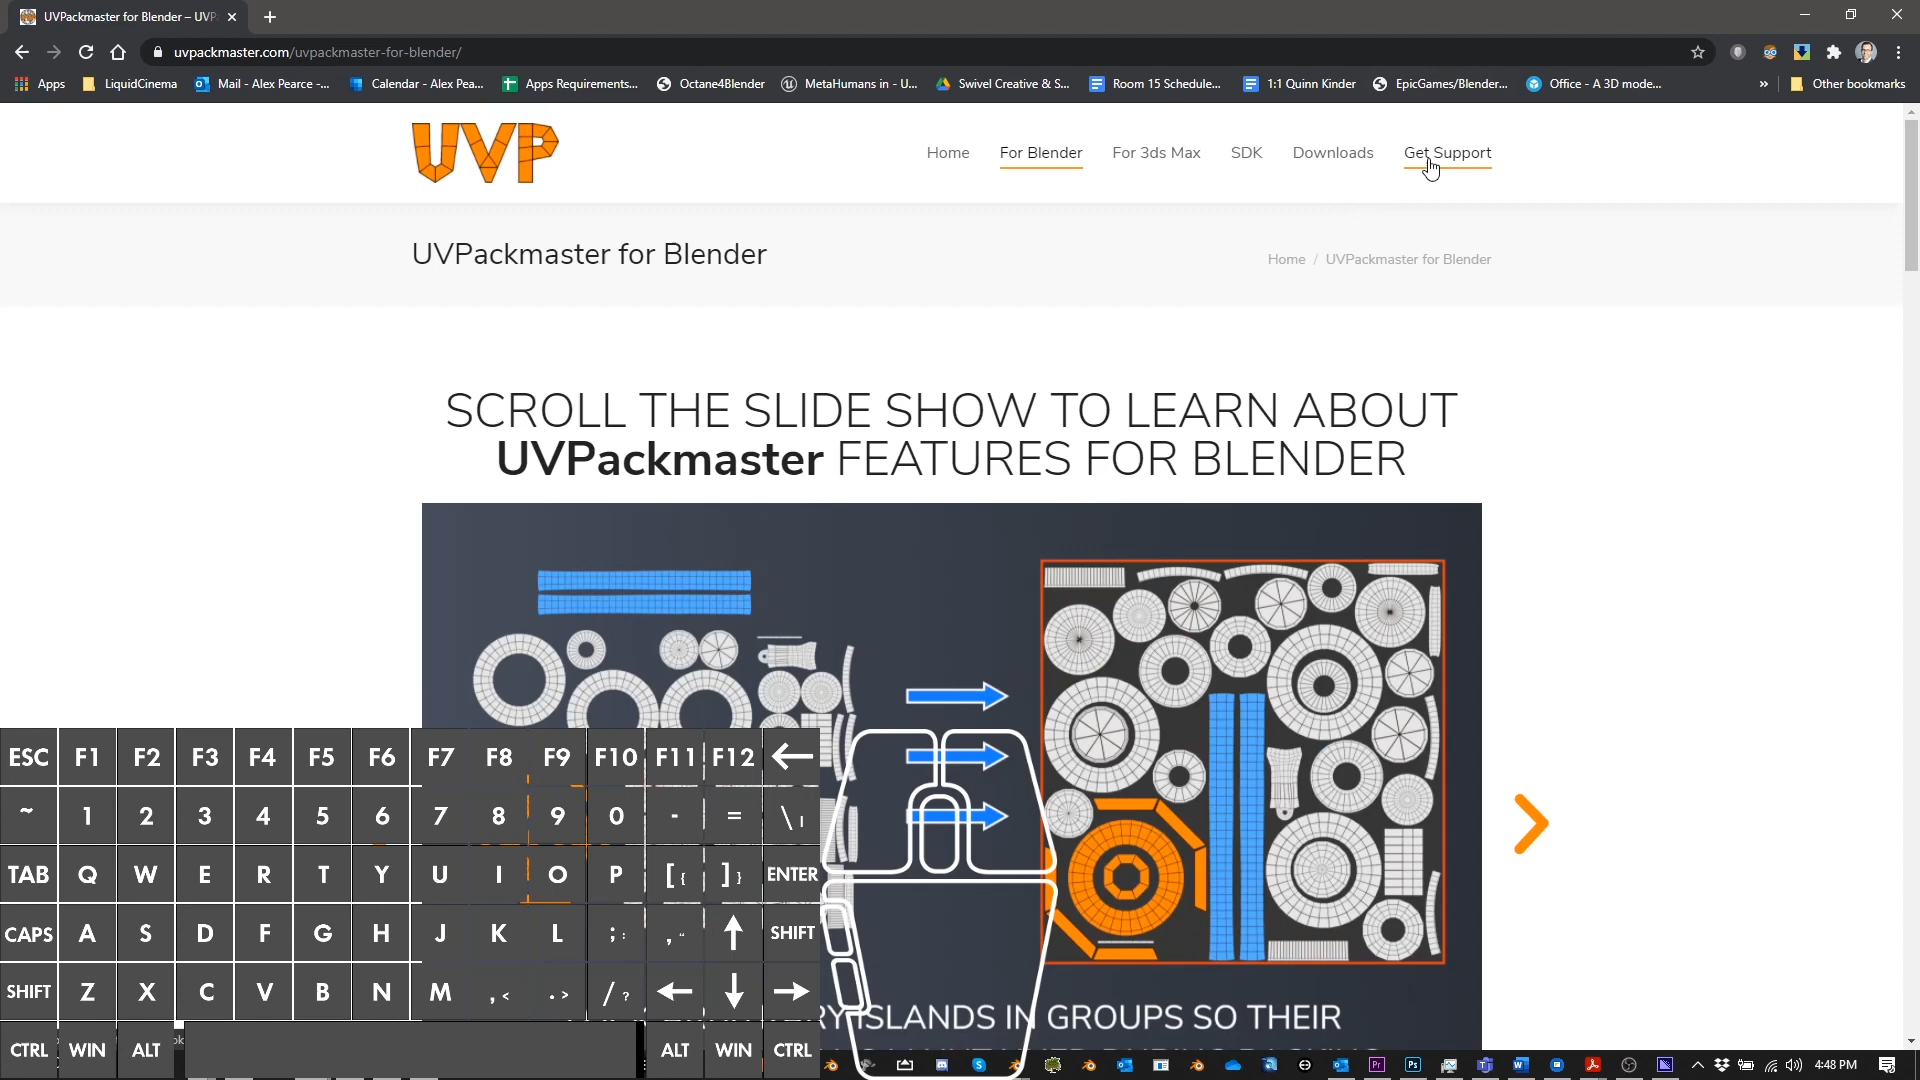 UVPackmaster for Blender – UVP
uvpackmaster.com/uvpackmaster-for-blender/
Apps
LiquidCinema
Mail - Alex Pearce -...
Calendar - Alex Pea...
Apps Requirements...
Octane4Blender
MetaHumans in - U...
Swivel Creative & S...
Room 15 Schedule...
1:1 Quinn Kinder
EpicGames/Blender...
Office - A 3D mode...
»
Other bookmarks
UVP
Home
For Blender
For 3ds Max
SDK
Downloads
Get Support
UVPackmaster for Blender
Home / UVPackmaster for Blender
SCROLL THE SLIDE SHOW TO LEARN ABOUT
UVPackmaster FEATURES FOR BLENDER
ISLANDS IN GROUPS SO THEIR
ESC F1 F2 F3 F4 F5 F6 F7 F8 F9 F10 F11 F12 ←
~ 1 2 3 4 5 6 7 8 9 0 - = \ |
TAB Q W E R T Y U I O P [ { ] } ENTER
CAPS A S D F G H J K L ; : , “ ↑ SHIFT
SHIFT Z X C V B N M , < . > / ? ← ↓ →
CTRL WIN ALT ALT WIN CTRL
4:48 PM